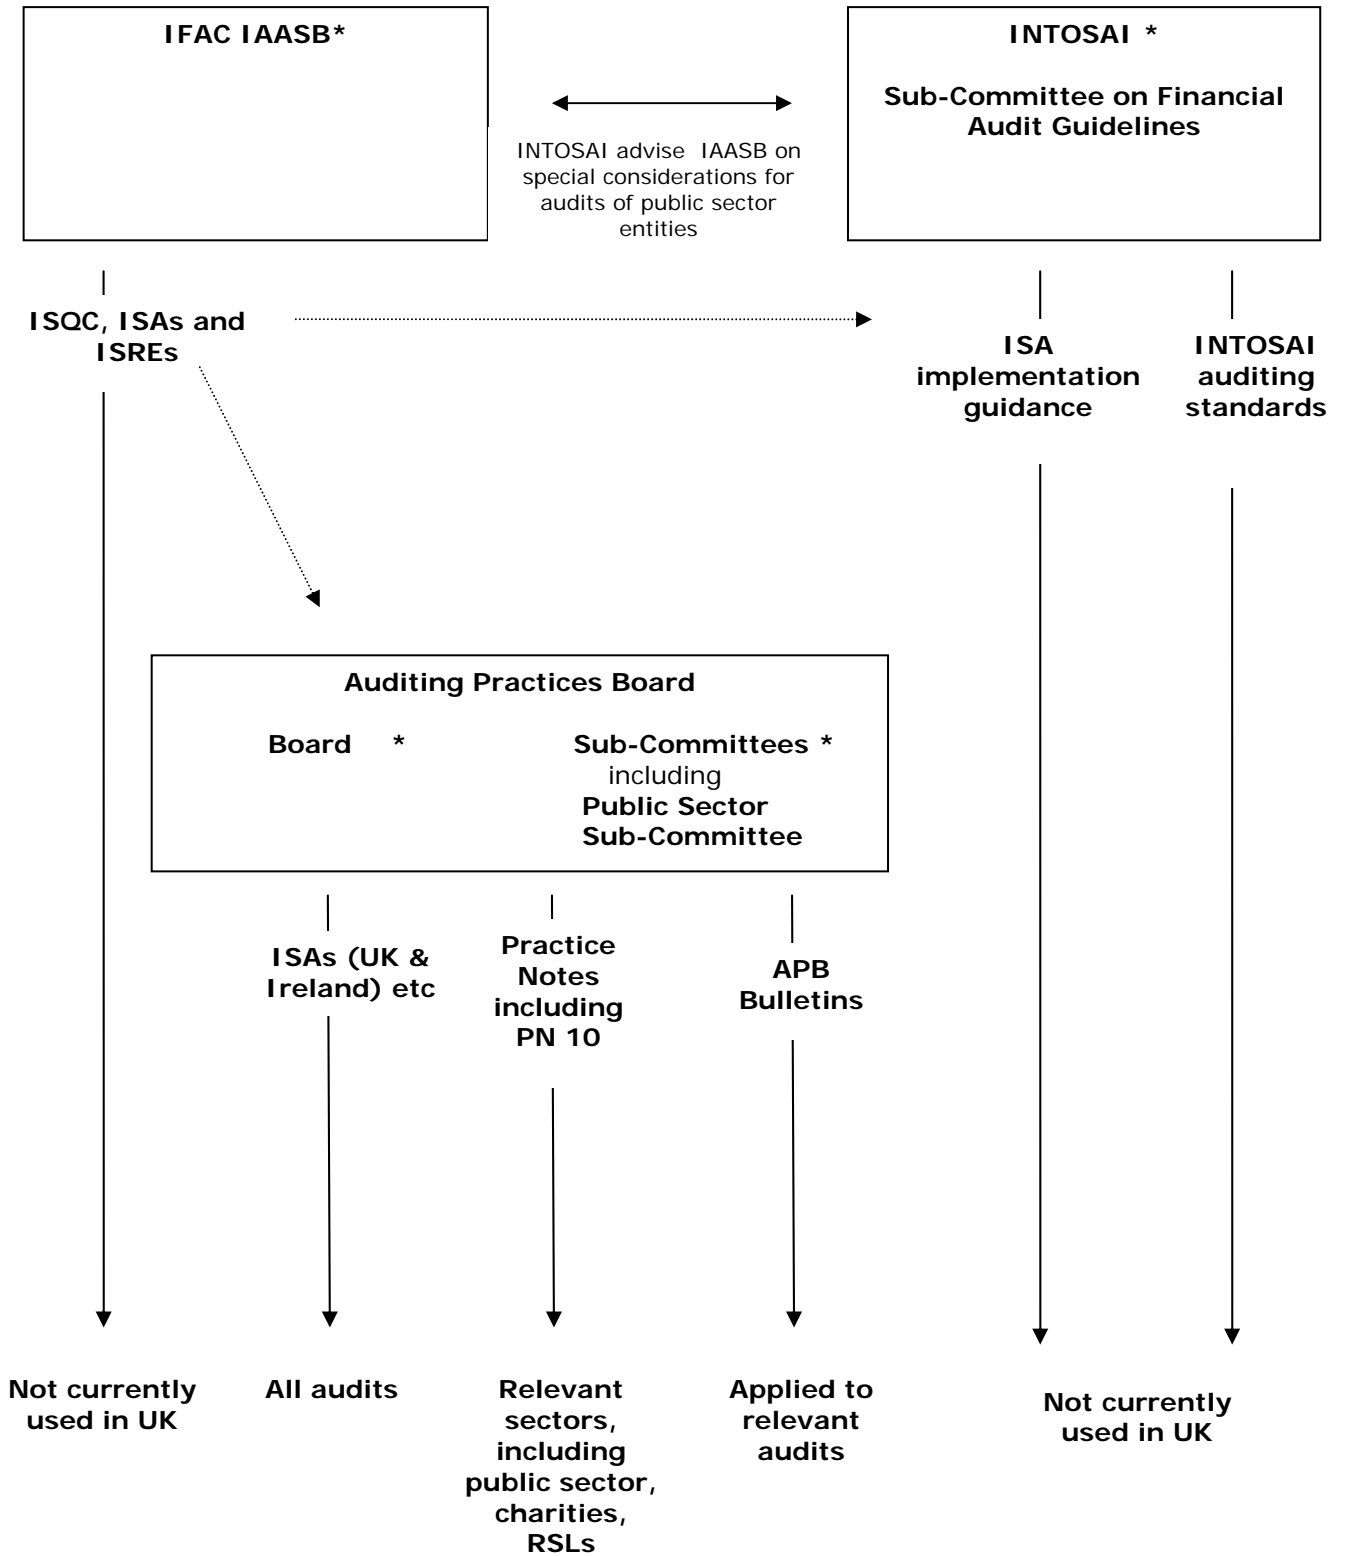 IFAC IAASB*
INTOSAI *
Sub-Committee on Financial
Audit Guidelines
INTOSAI advise IAASB on
special considerations for
audits of public sector
entities
ISQC, ISAs and
ISREs
ISA
implementation
guidance
INTOSAI
auditing
standards
Auditing Practices Board
Board *
Sub-Committees *
including
Public Sector
Sub-Committee
ISAs (UK &
Ireland) etc
Practice
Notes
including
PN 10
APB
Bulletins
Not currently
used in UK
All audits
Relevant
sectors,
including
public sector,
charities,
RSLs
Applied to
relevant
audits
Not currently
used in UK